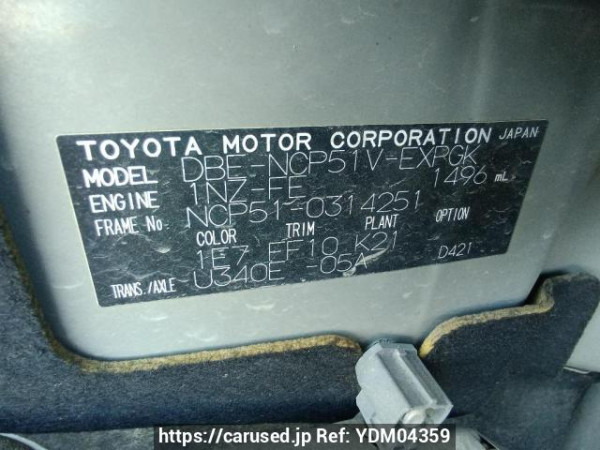 TOYOTA MOTOR CORPORATION JAPAN
MODEL DBE-NCP51V-EXPGK
ENGINE 1NZ-FE 1496 mL
FRAME No. NCP51-0314251
COLOR TRIM PLANT OPTION
1E7 EF10 K21
TRANS./AXLE U340E -05A D421
https://carused.jp Ref: YDM04359